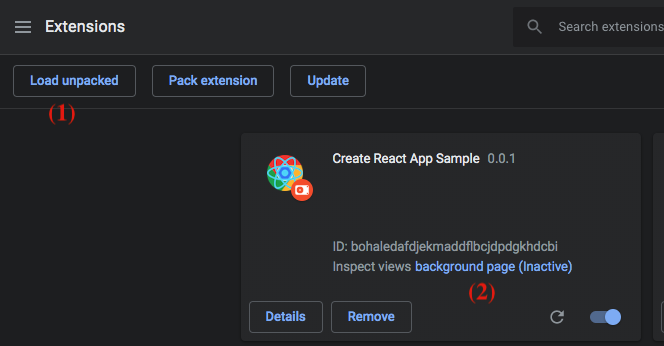 Extensions
Search extensions
Load unpacked
Pack extension
Update
(1)
Create React App Sample 0.0.1
ID: bohaledafdjekmaddflbcjdpdgkhdcbi
Inspect views background page (Inactive)
(2)
Details
Remove